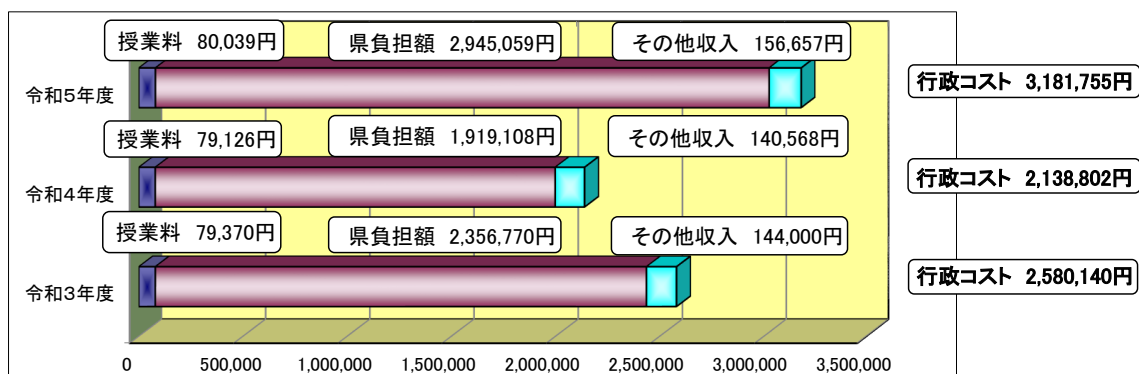 授業料 80,039円 県負担額 2,945,059円 その他収入 156,657円
令和5年度 行政コスト 3,181,755円
授業料 79,126円 県負担額 1,919,108円 その他収入 140,568円
令和4年度 行政コスト 2,138,802円
授業料 79,370円 県負担額 2,356,770円 その他収入 144,000円
令和3年度 行政コスト 2,580,140円
0 500,000 1,000,000 1,500,000 2,000,000 2,500,000 3,000,000 3,500,000